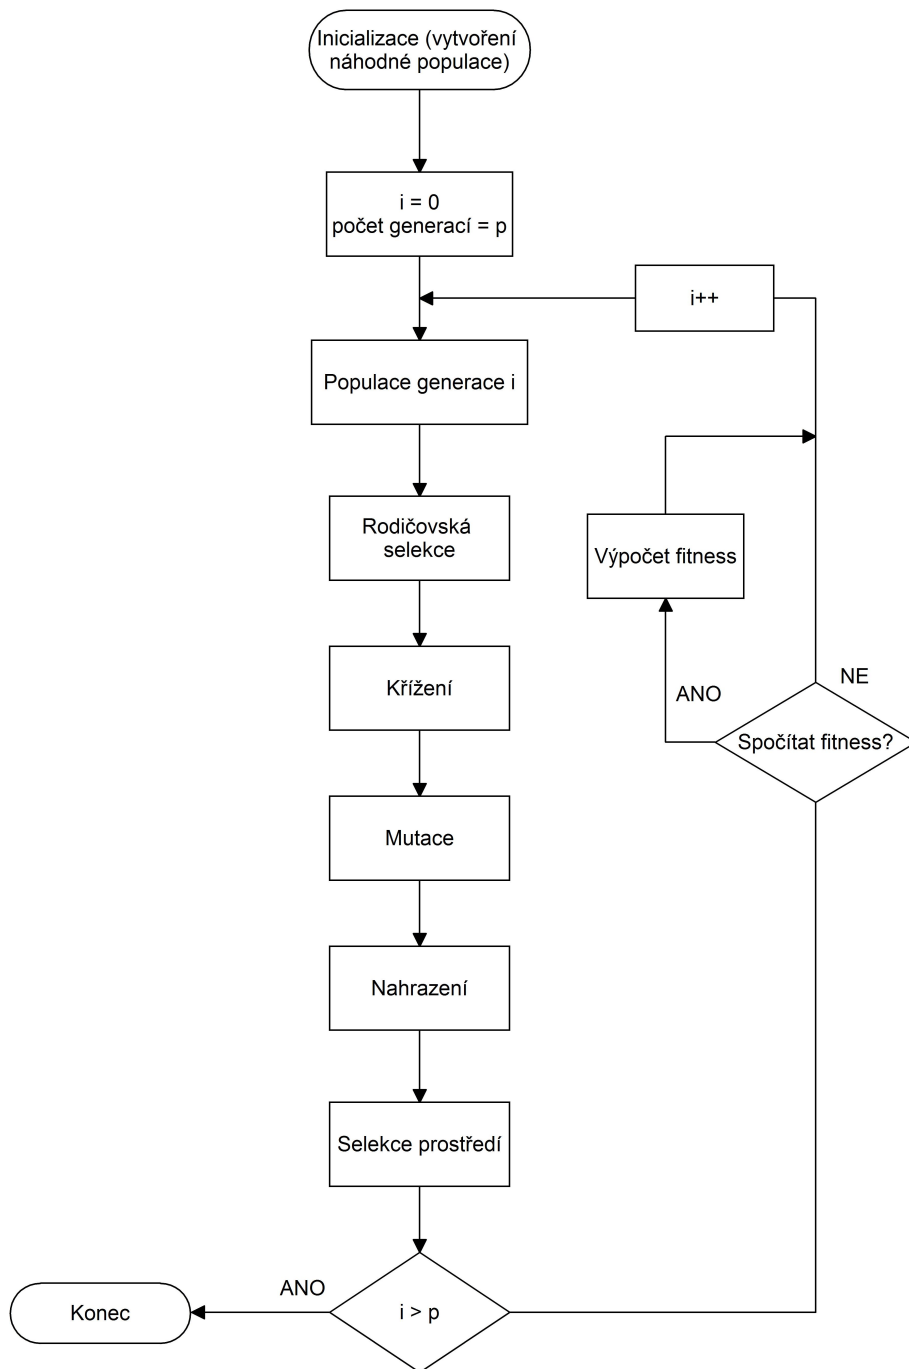 Inicializace (vytvoření
náhodné populace)
i = 0
počet generací = p
i++
Populace generace i
Rodičovská
selekce
Výpočet fitness
Křížení
NE
ANO
Spočítat fitness?
Mutace
Nahrazení
Selekce prostředí
ANO
Konec
i > p